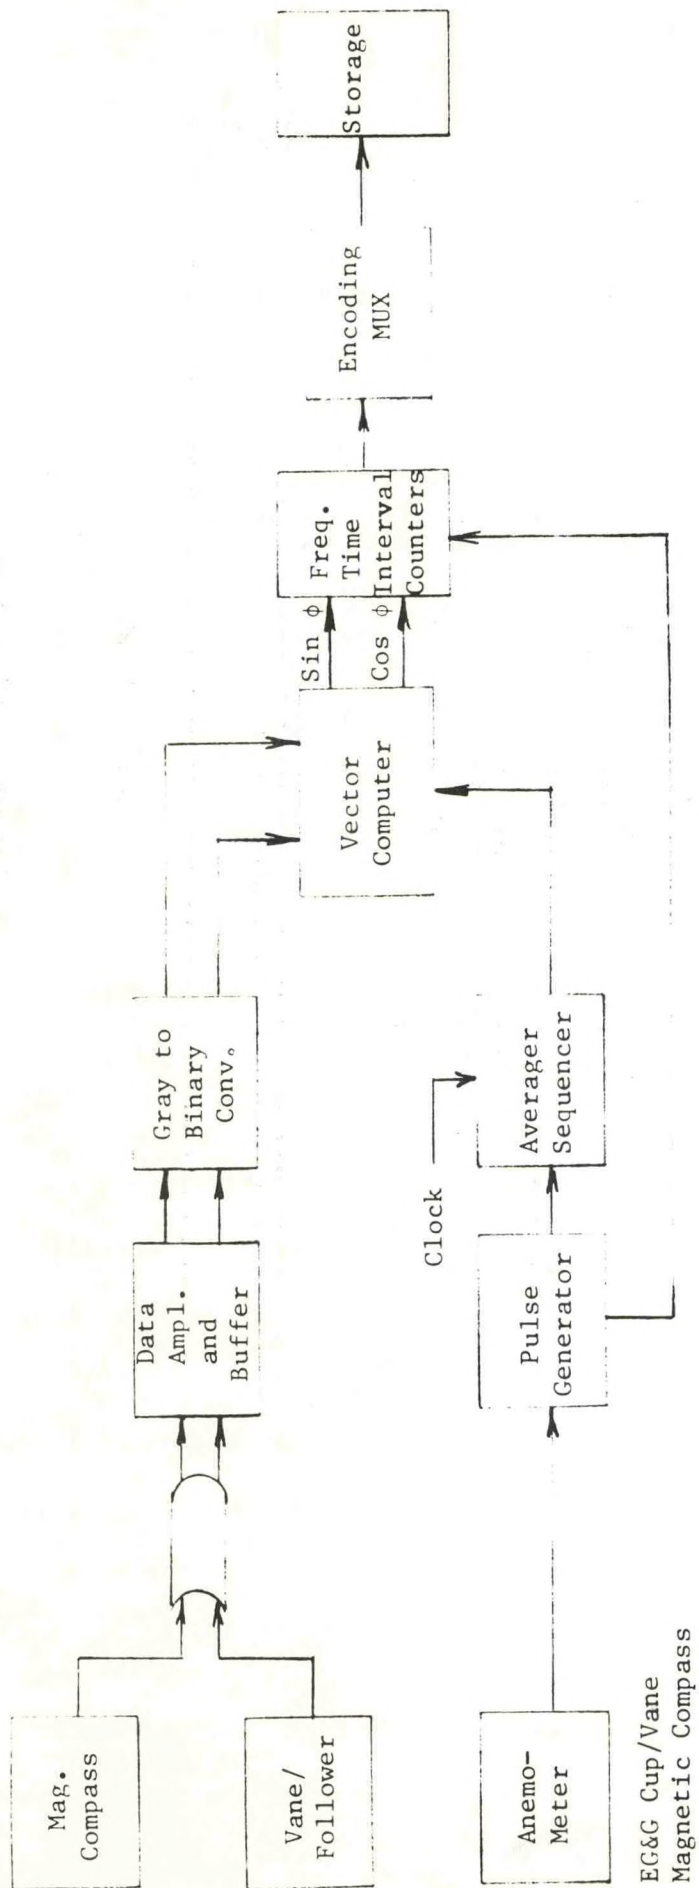 Mag.
Compass
Vane/
Follower
Anemo-
Meter
EG&G Cup/Vane
Magnetic Compass
Data
Ampl.
and
Buffer
Gray to
Binary
Conv.
Pulse
Generator
Clock
Averager
Sequencer
Vector
Computer
Sin φ
Cos φ
Freq.
Time
Interval
Counters
Encoding
MUX
Storage